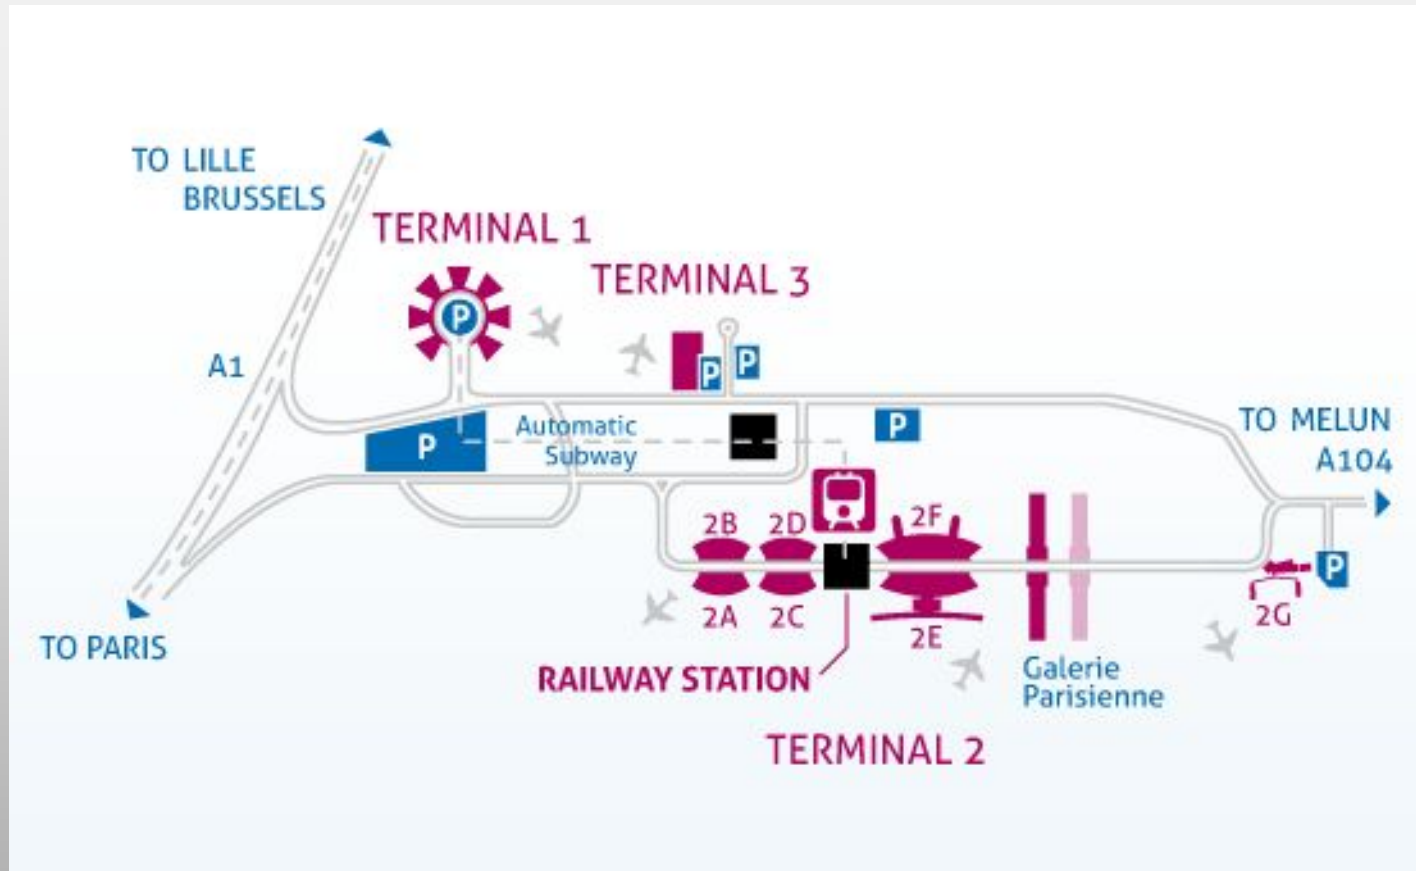 TO LILLE
BRUSSELS
TERMINAL 1
TERMINAL 3
P
P
P
A1
Automatic
Subway
P
P
TO MELUN
A104
2B
2D
2F
P
2A
2C
2E
2G
TO PARIS
RAILWAY STATION
Galerie
Parisienne
TERMINAL 2